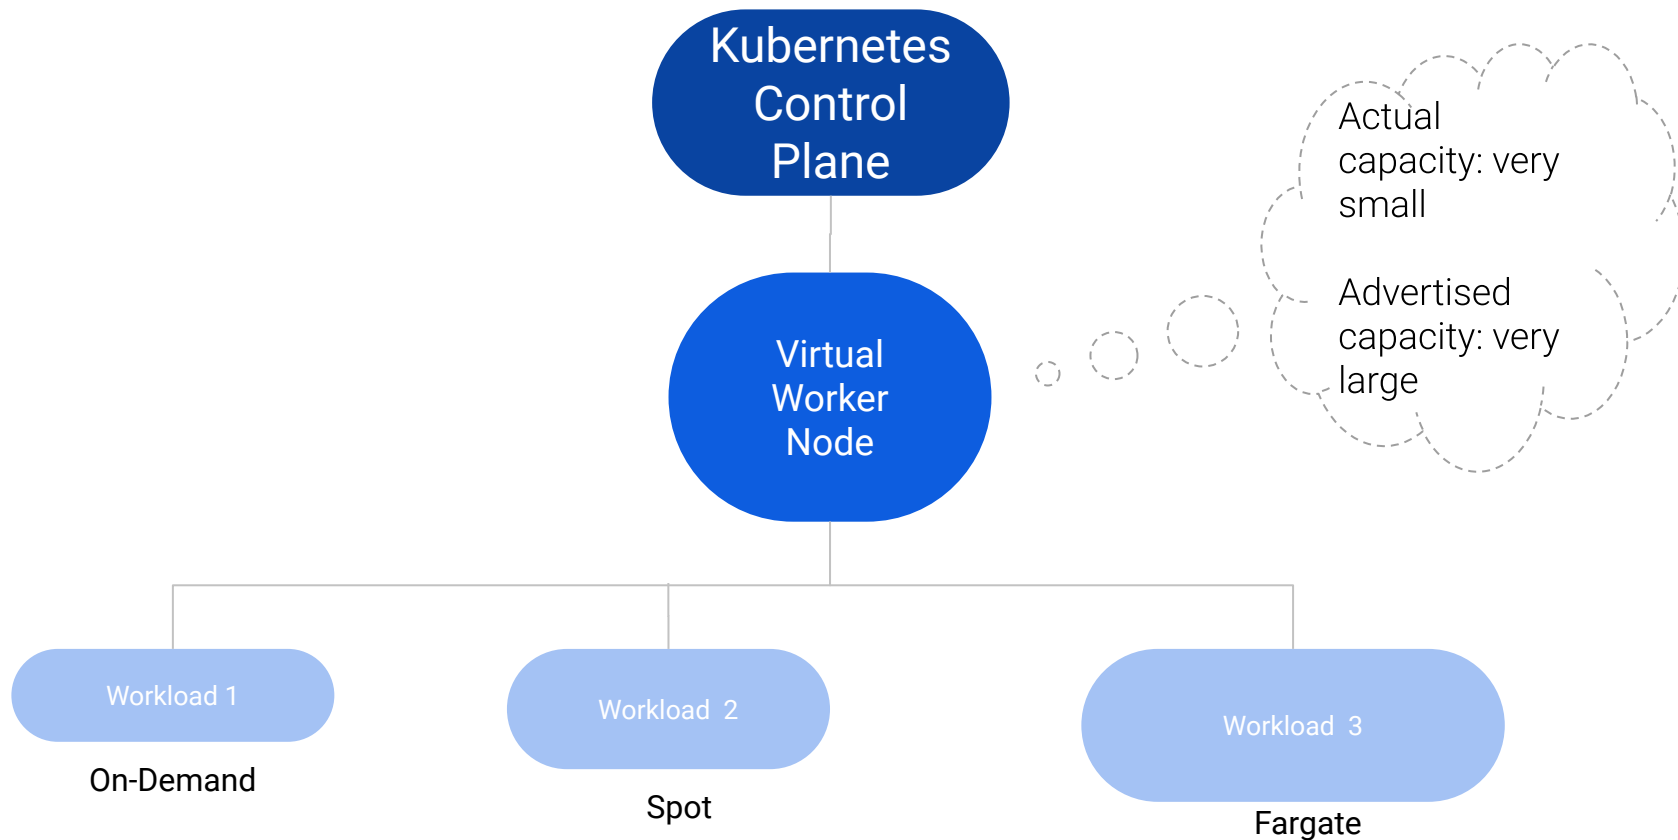 Kubernetes
Control
Plane
Actual
capacity: very
small
Advertised
capacity: very
large
Virtual
Worker
Node
Workload 1
Workload  2
Workload  3
On-Demand
Spot
Fargate